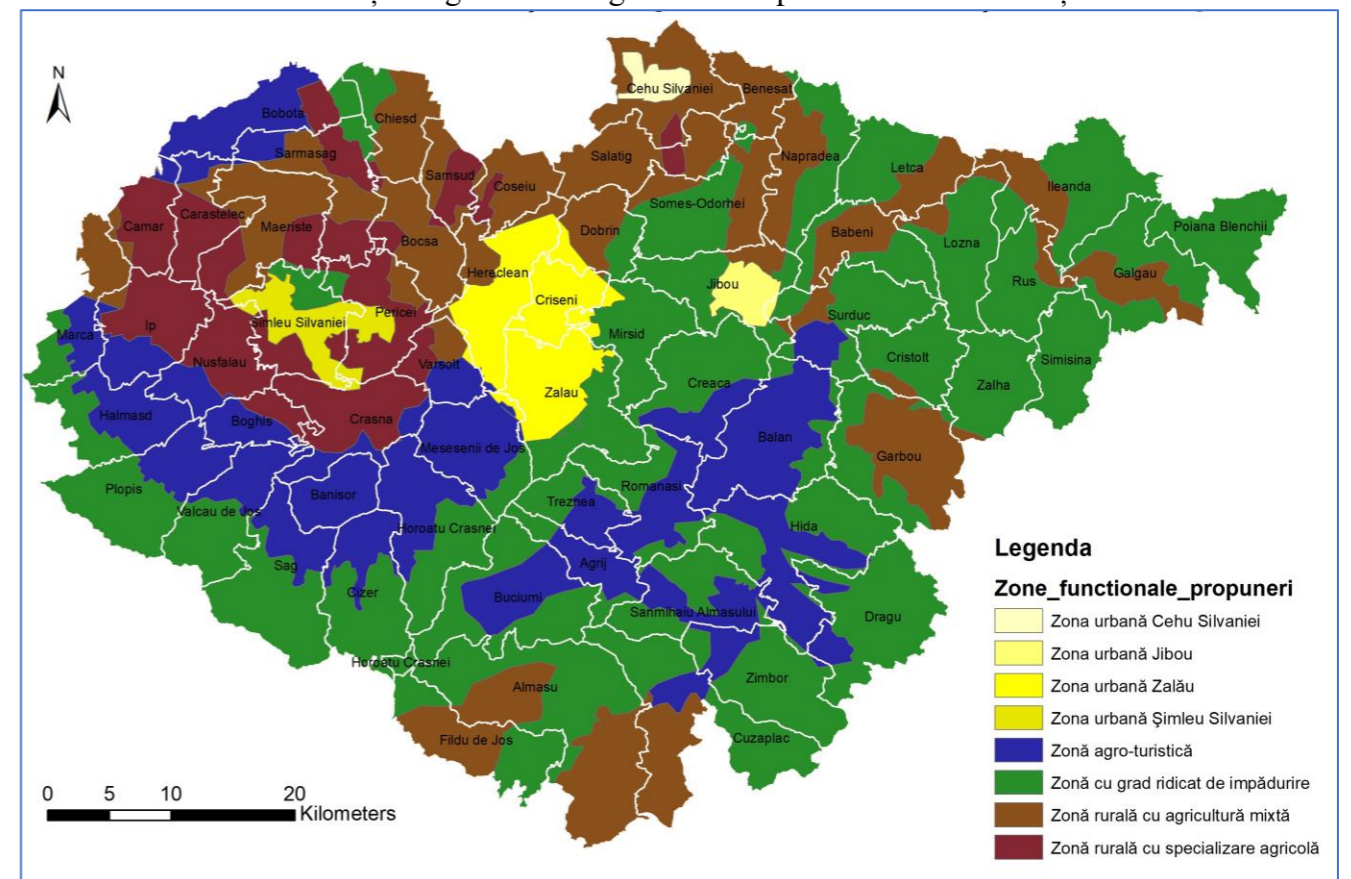 N
Cehu Silvaniei
Benesat
Bobota
Chiesd
Sarmasag
Salatig
Napradea
Letca
Samsud
Coseiu
Ileanda
Somes-Odorhei
Carastelec
Camar
Maeriste
Dobrin
Babeni
Poiana Blenchii
Bocsa
Lozna
Hereclean
Galgau
Jibou
Rus
Criseni
Pericei
Simleu Silvaniei
Surduc
Ip
Marca
Mirsid
Cristolt
Simisina
Nusfalau
Varsolt
Creaca
Zalha
Zalau
Halmasd
Boghis
Crasna
Balan
Mesesenii de Jos
Garbou
Plopis
Banisor
Romanasi
Treznea
Valcau de Jos
Horoatu Crasnei
Hida
Sag
Agrij
Cizer
Buciumi
Sanmihaiu Almasului
Dragu
Horoatu Crasnei
Almasu
Zimbor
Fildu de Jos
Cuzaplac
0 5 10 20
Kilometers
Legenda
Zone_functionale_propuneri
Zona urbană Cehu Silvaniei
Zona urbană Jibou
Zona urbană Zalău
Zona urbană Şimleu Silvaniei
Zonă agro-turistică
Zonă cu grad ridicat de impădurire
Zonă rurală cu agricultură mixtă
Zonă rurală cu specializare agricolă